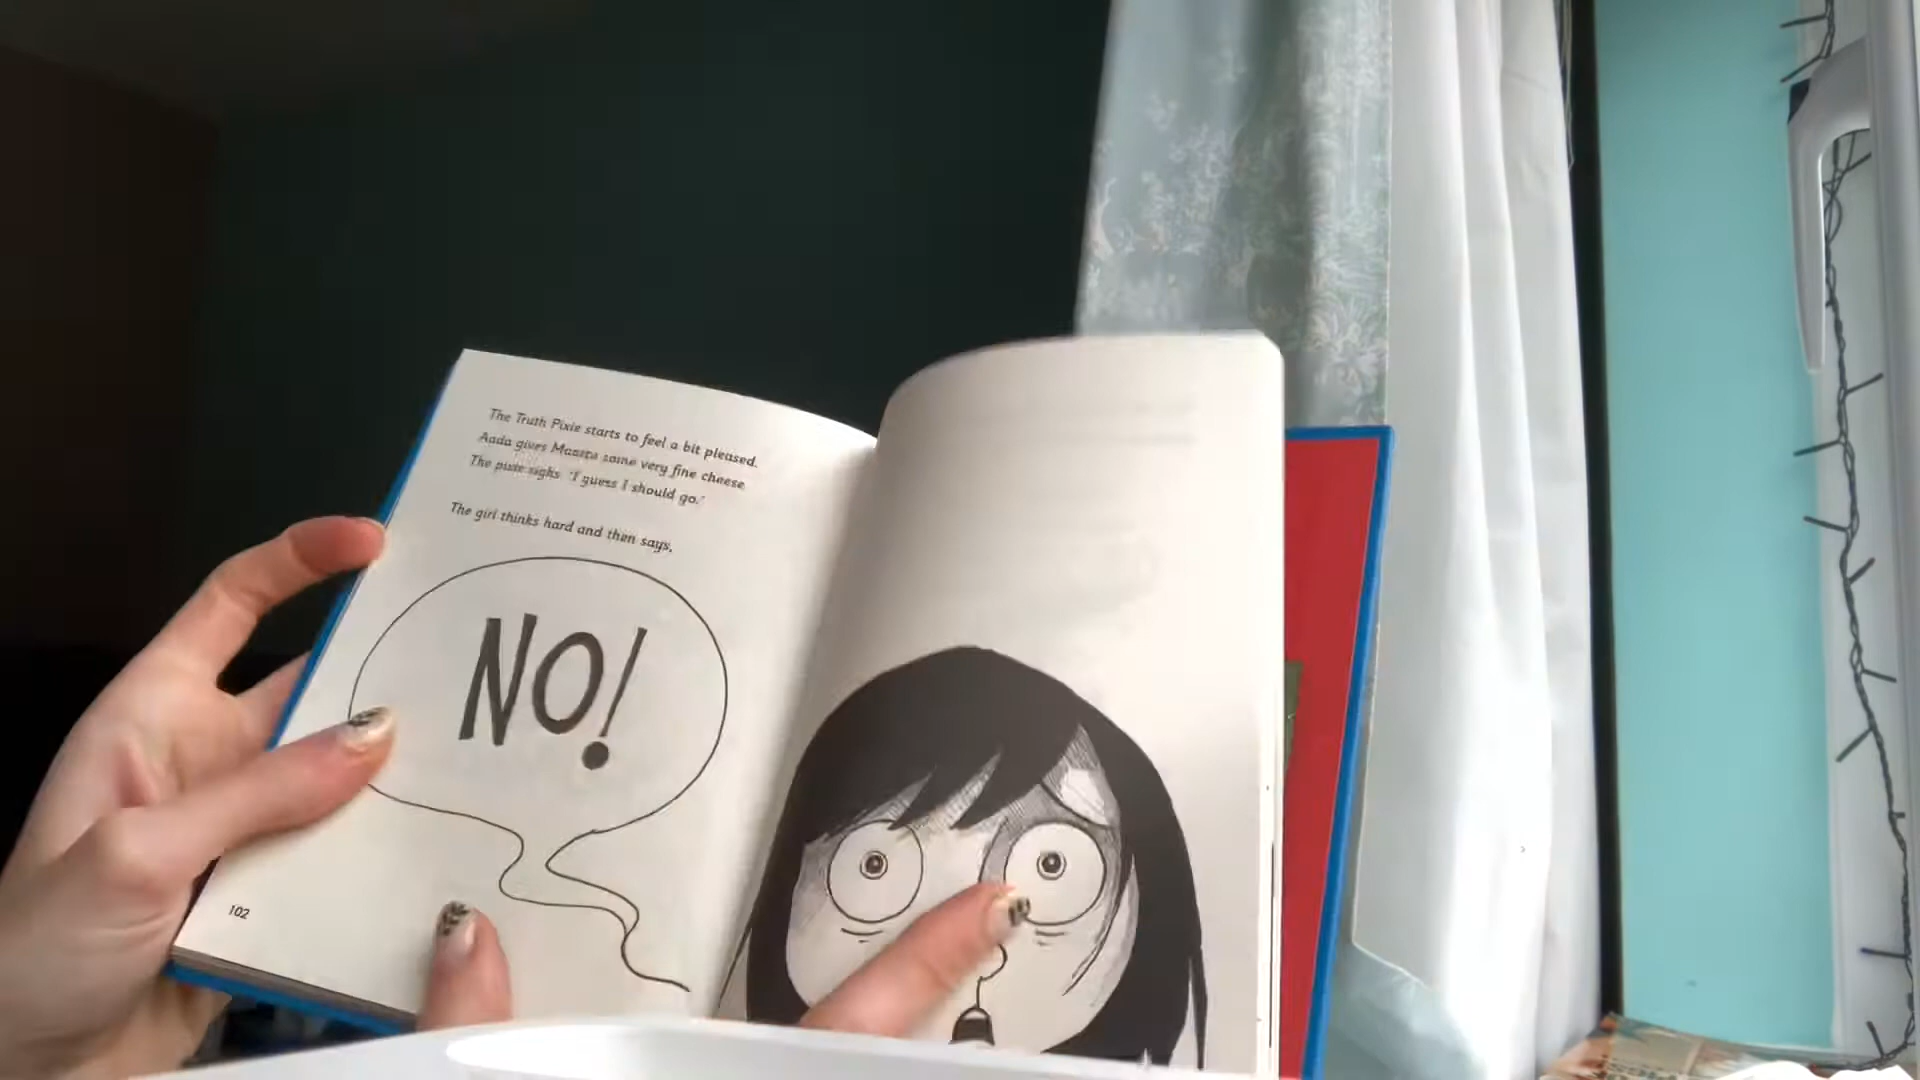 The Truth Pixie starts to feel a bit pleased.
Aada gives Maarta some very fine cheese.
The pixie sighs. 'I guess I should go.'
The girl thinks hard and then says,
NO!
102